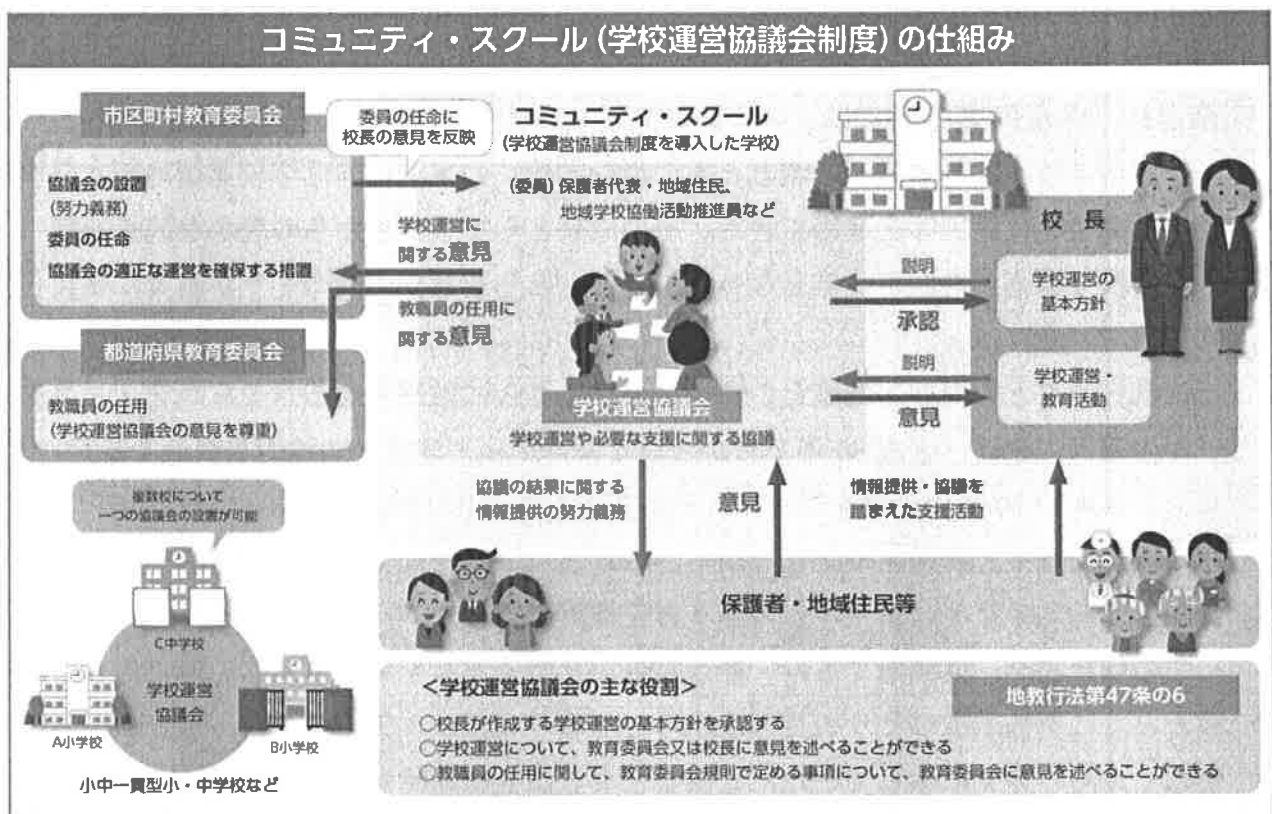 コミュニティ・スクール(学校運営協議会制度)の仕組み
市区町村教育委員会
協議会の設置
(努力義務)
委員の任命
協議会の適正な運営を確保する措置
委員の任命に
校長の意見を反映
コミュニティ・スクール
(学校運営協議会制度を導入した学校)
(委員)保護者代表・地域住民、
地域学校協働活動推進員など
学校運営に
関する意見
教職員の任用に
関する意見
都道府県教育委員会
教職員の任用
(学校運営協議会の意見を尊重)
学校運営協議会
学校運営や必要な支援に関する協議
校長
説明
承認
学校運営の
基本方針
説明
意見
学校運営・
教育活動
協議の結果に関する
情報提供の努力義務
意見
情報提供・協議を
踏まえた支援活動
保護者・地域住民等
複数校について
一つの協議会の設置が可能
C中学校
学校運営
協議会
A小学校
B小学校
小中一貫型小・中学校など
<学校運営協議会の主な役割>
地教行法第47条の6
○校長が作成する学校運営の基本方針を承認する
○学校運営について、教育委員会又は校長に意見を述べることができる
○教職員の任用に関して、教育委員会規則で定める事項について、教育委員会に意見を述べることができる